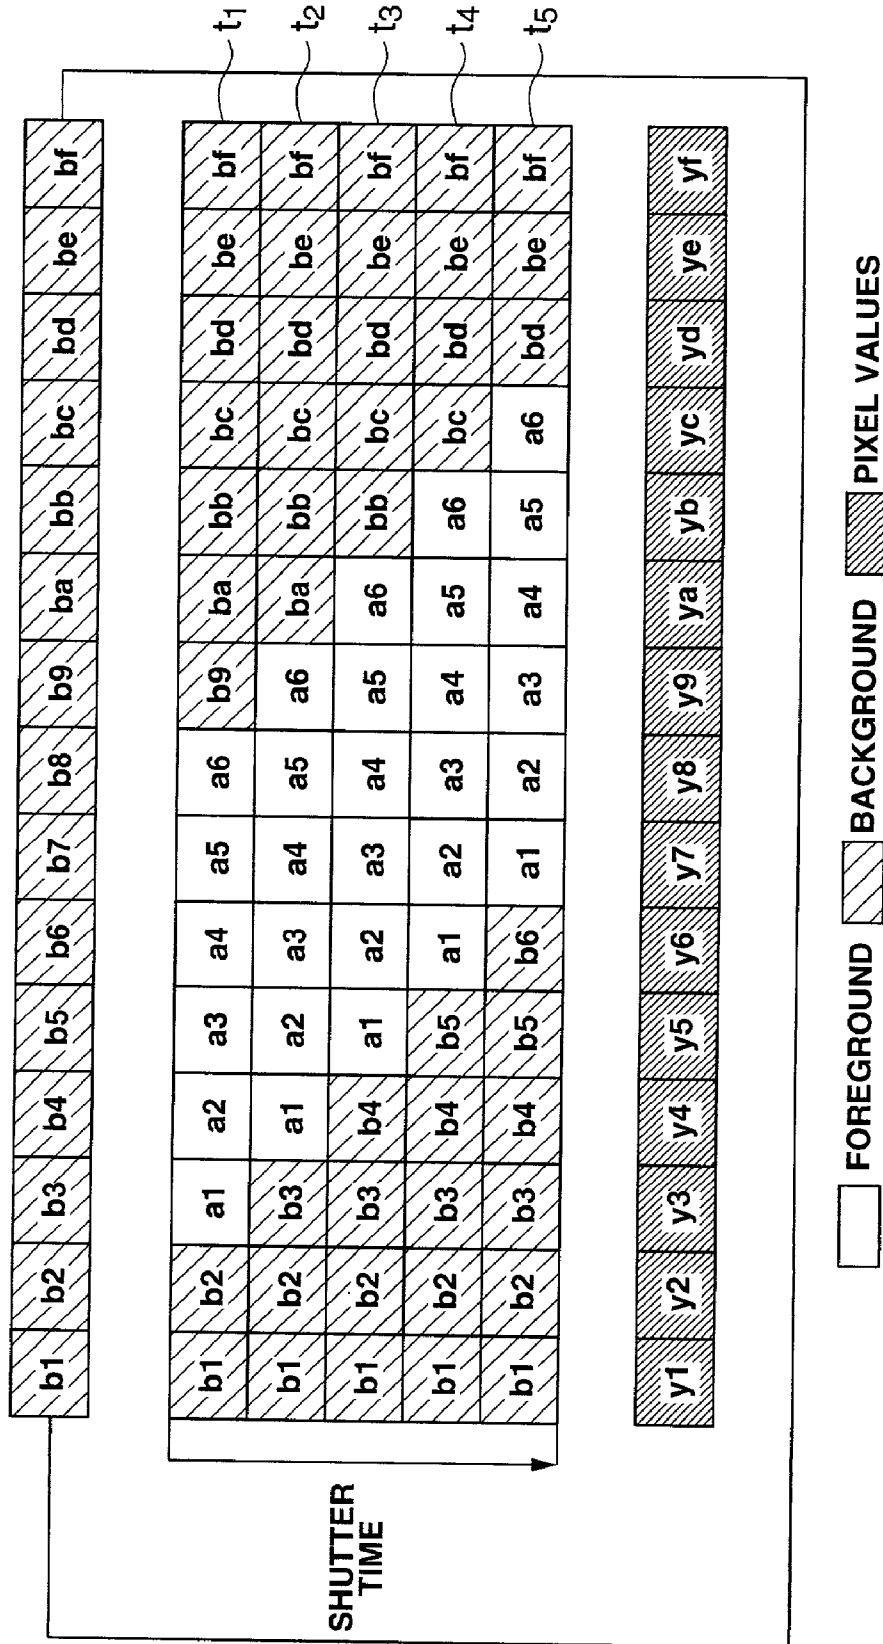 b1 b2 b3 b4 b5 b6 b7 b8 b9 ba bb bc bd be bf
b1 b2 a1 a2 a3 a4 a5 a6 b9 ba bb bc bd be bf t1
b1 b2 b3 a1 a2 a3 a4 a5 a6 ba bb bc bd be bf t2
b1 b2 b3 b4 a1 a2 a3 a4 a5 a6 bb bc bd be bf t3
b1 b2 b3 b4 b5 a1 a2 a3 a4 a5 a6 bc bd be bf t4
b1 b2 b3 b4 b5 b6 a1 a2 a3 a4 a5 a6 bd be bf t5
SHUTTER
TIME
y1 y2 y3 y4 y5 y6 y7 y8 y9 ya yb yc yd ye yf
FOREGROUND BACKGROUND PIXEL VALUES